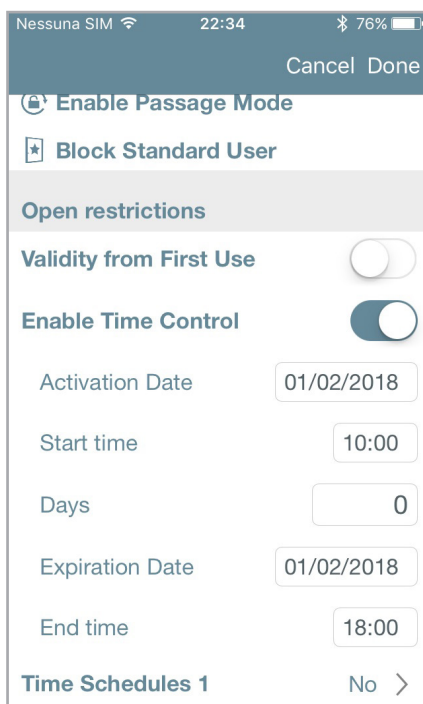 Nessuna SIM 22:34 76%
Cancel Done
Enable Passage Mode
Block Standard User
Open restrictions
Validity from First Use
Enable Time Control
Activation Date 01/02/2018
Start time 10:00
Days 0
Expiration Date 01/02/2018
End time 18:00
Time Schedules 1 No